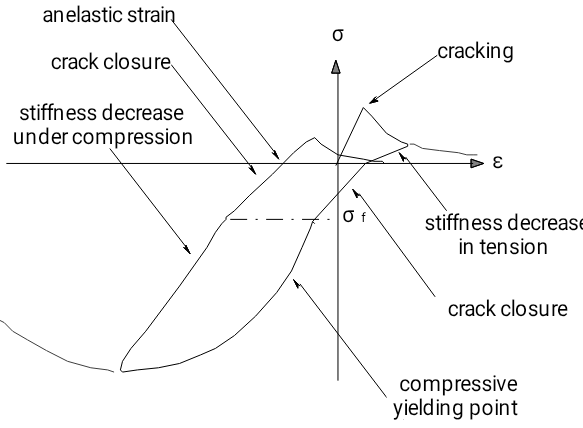 anelastic strain
σ
cracking
crack closure
stiffness decrease
under compression
ε
σ f
stiffness decrease
in tension
crack closure
compressive
yielding point